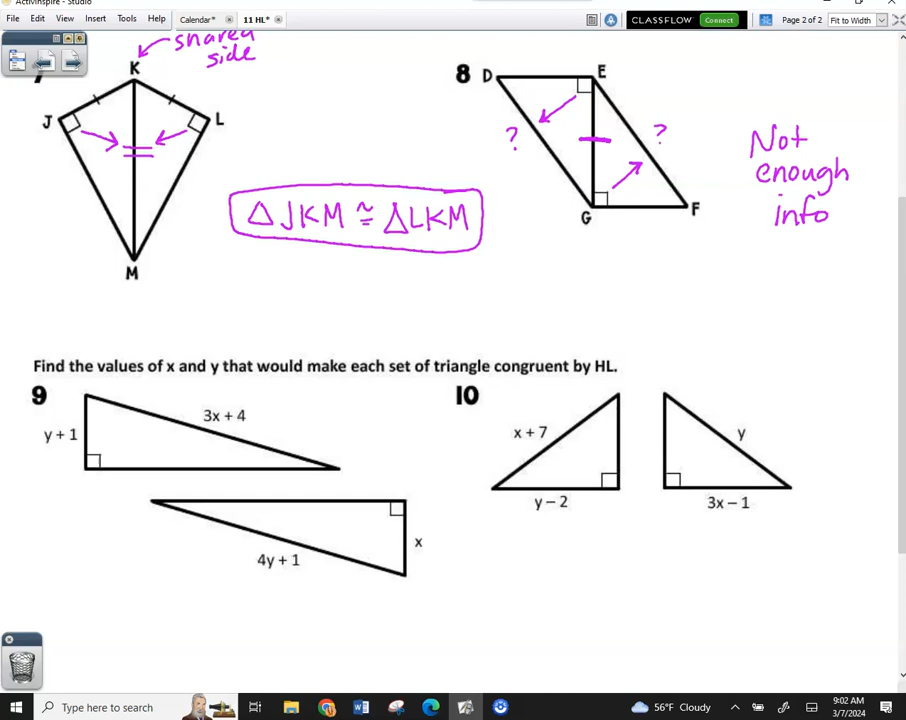 ActivInspire - Studio
File Edit View Insert Tools Help
Calendar*
11 HL*
CLASSFLOW
Connect
Page 2 of 2
Fit to Width
shared
side
K
J
L
M
△JKM ≅ △LKM
8
D
E
?
?
G
F
Not
enough
info
Find the values of x and y that would make each set of triangle congruent by HL.
9
y + 1
3x + 4
4y + 1
x
10
x + 7
y – 2
y
3x – 1
Type here to search
56°F Cloudy
9:02 AM
3/7/2024